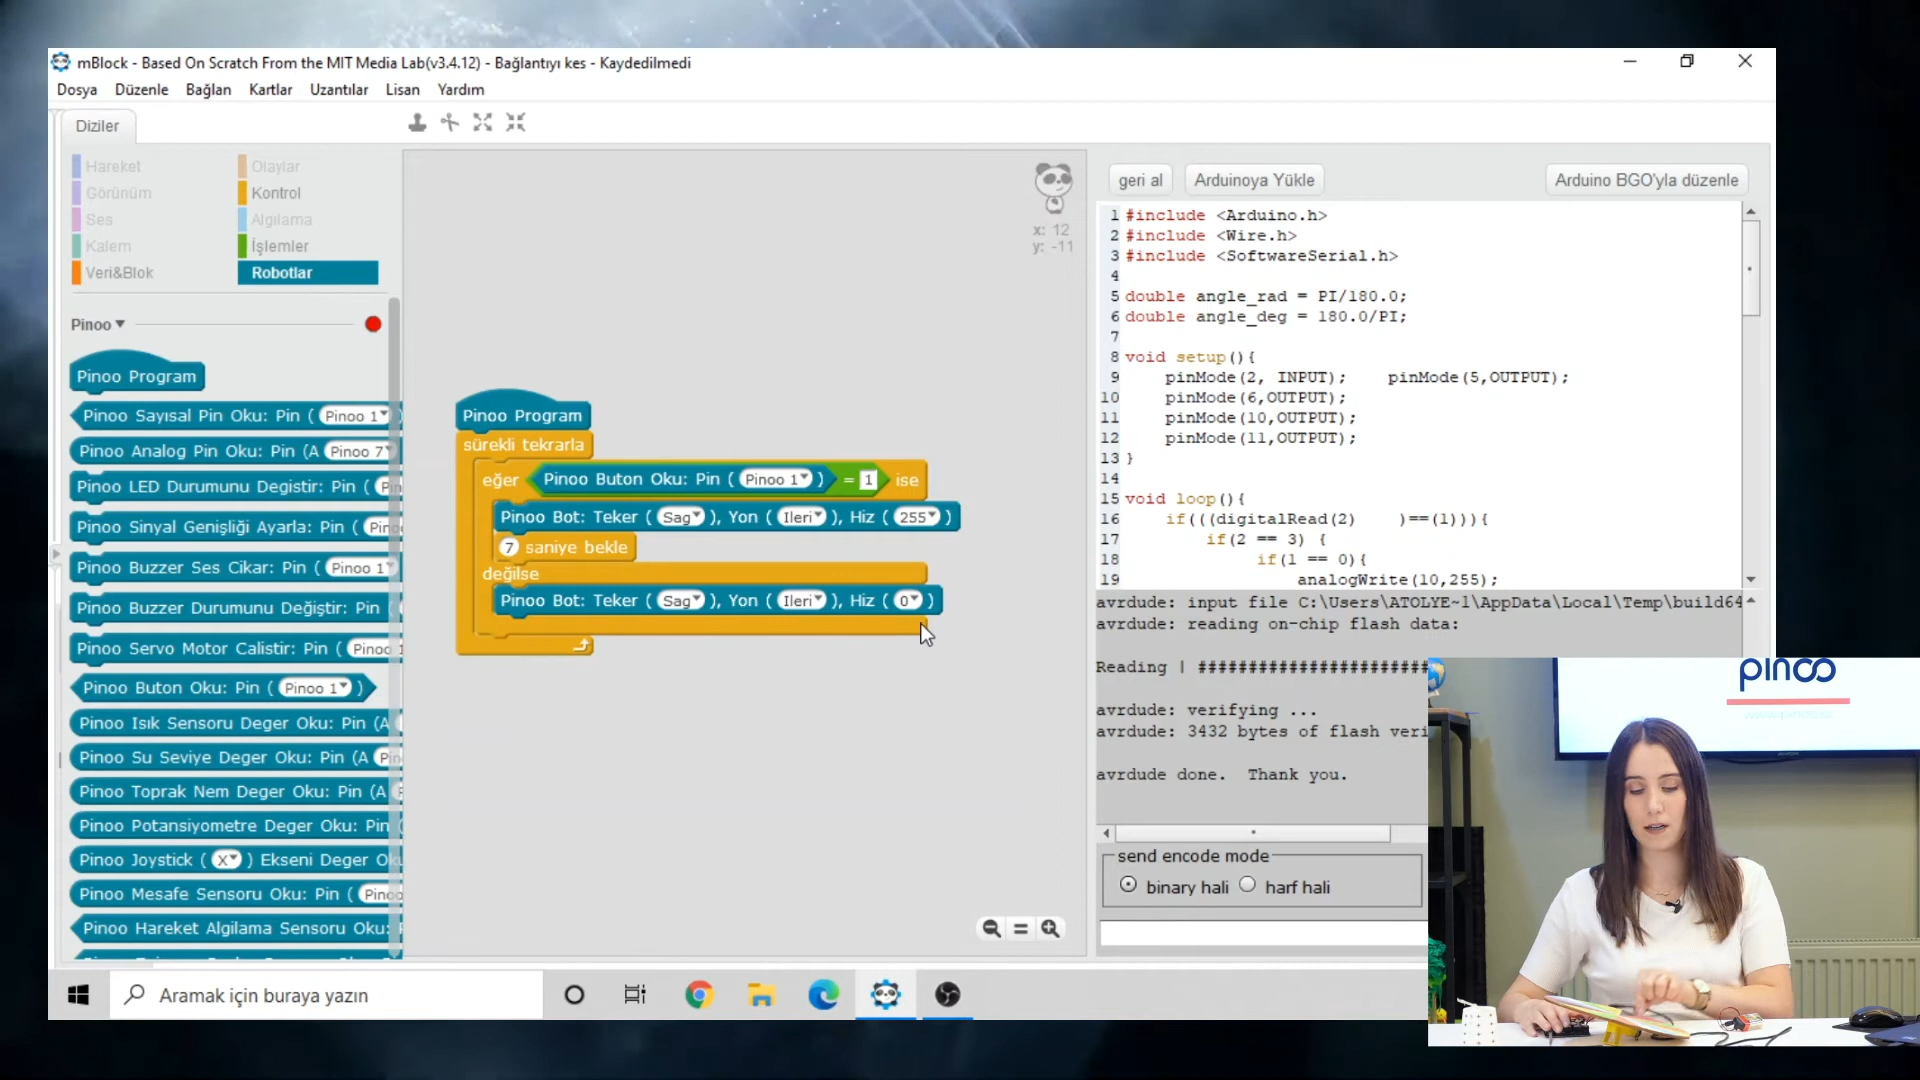 mBlock - Based On Scratch From the MIT Media Lab(v3.4.12) - Bağlantıyı kes - Kaydedilmedi
Dosya Düzenle Bağlan Kartlar Uzantılar Lisan Yardım
Diziler
Hareket Olaylar
Görünüm Kontrol
Ses Algılama
Kalem İşlemler
Veri&Blok Robotlar
Pinoo
Pinoo Program
Pinoo Sayısal Pin Oku: Pin ( Pinoo 1 )
Pinoo Analog Pin Oku: Pin (A Pinoo 7
Pinoo LED Durumunu Degistir: Pin (
Pinoo Sinyal Genişliği Ayarla: Pin (
Pinoo Buzzer Ses Cikar: Pin ( Pinoo 1
Pinoo Buzzer Durumunu Değiştir: Pin (
Pinoo Servo Motor Calistir: Pin ( Pinoo
Pinoo Buton Oku: Pin ( Pinoo 1 )
Pinoo Isık Sensoru Deger Oku: Pin (A
Pinoo Su Seviye Deger Oku: Pin (A
Pinoo Toprak Nem Deger Oku: Pin (A
Pinoo Potansiyometre Deger Oku: Pin
Pinoo Joystick ( X ) Ekseni Deger
Pinoo Mesafe Sensoru Oku: Pin (
Pinoo Hareket Algilama Sensoru Oku:
x: 12
y: -11
Pinoo Program
sürekli tekrarla
eğer Pinoo Buton Oku: Pin ( Pinoo 1 ) = 1 ise
Pinoo Bot: Teker ( Sag ), Yon ( Ileri ), Hiz ( 255 )
7 saniye bekle
değilse
Pinoo Bot: Teker ( Sag ), Yon ( Ileri ), Hiz ( 0 )
geri al Arduinoya Yükle Arduino BGO'yla düzenle
1 #include <Arduino.h>
2 #include <Wire.h>
3 #include <SoftwareSerial.h>
4
5 double angle_rad = PI/180.0;
6 double angle_deg = 180.0/PI;
7
8 void setup(){
9 pinMode(2, INPUT); pinMode(5,OUTPUT);
10 pinMode(6,OUTPUT);
11 pinMode(10,OUTPUT);
12 pinMode(11,OUTPUT);
13 }
14
15 void loop(){
16 if(((digitalRead(2) )==(1))){
17 if(2 == 3) {
18 if(1 == 0){
19 analogWrite(10,255);
avrdude: input file C:\Users\ATOLYE~1\AppData\Local\Temp\build64
avrdude: reading on-chip flash data:
Reading | ########################
avrdude: verifying ...
avrdude: 3432 bytes of flash veri
avrdude done. Thank you.
send encode mode
binary hali harf hali
pinoo
Aramak için buraya yazın